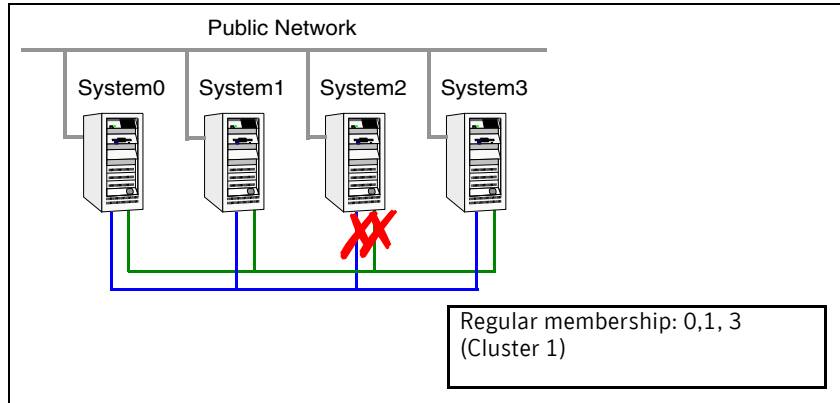 Public Network
System0 System1 System2 System3
Regular membership: 0,1, 3
(Cluster 1)